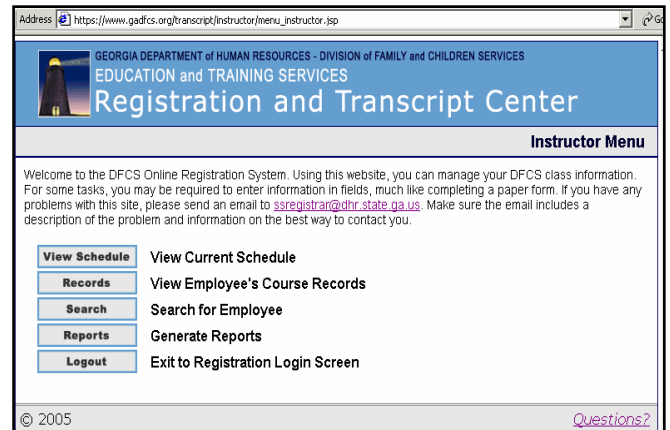 Address https://www.gadfcs.org/transcript/instructor/menu_instructor.jsp
GEORGIA DEPARTMENT of HUMAN RESOURCES - DIVISION of FAMILY and CHILDREN SERVICES
EDUCATION and TRAINING SERVICES
Registration and Transcript Center
Instructor Menu
Welcome to the DFCS Online Registration System. Using this website, you can manage your DFCS class information.
For some tasks, you may be required to enter information in fields, much like completing a paper form. If you have any
problems with this site, please send an email to ssregistrar@dhr.state.ga.us. Make sure the email includes a
description of the problem and information on the best way to contact you.
View Schedule View Current Schedule
Records View Employee's Course Records
Search Search for Employee
Reports Generate Reports
Logout Exit to Registration Login Screen
© 2005 Questions?